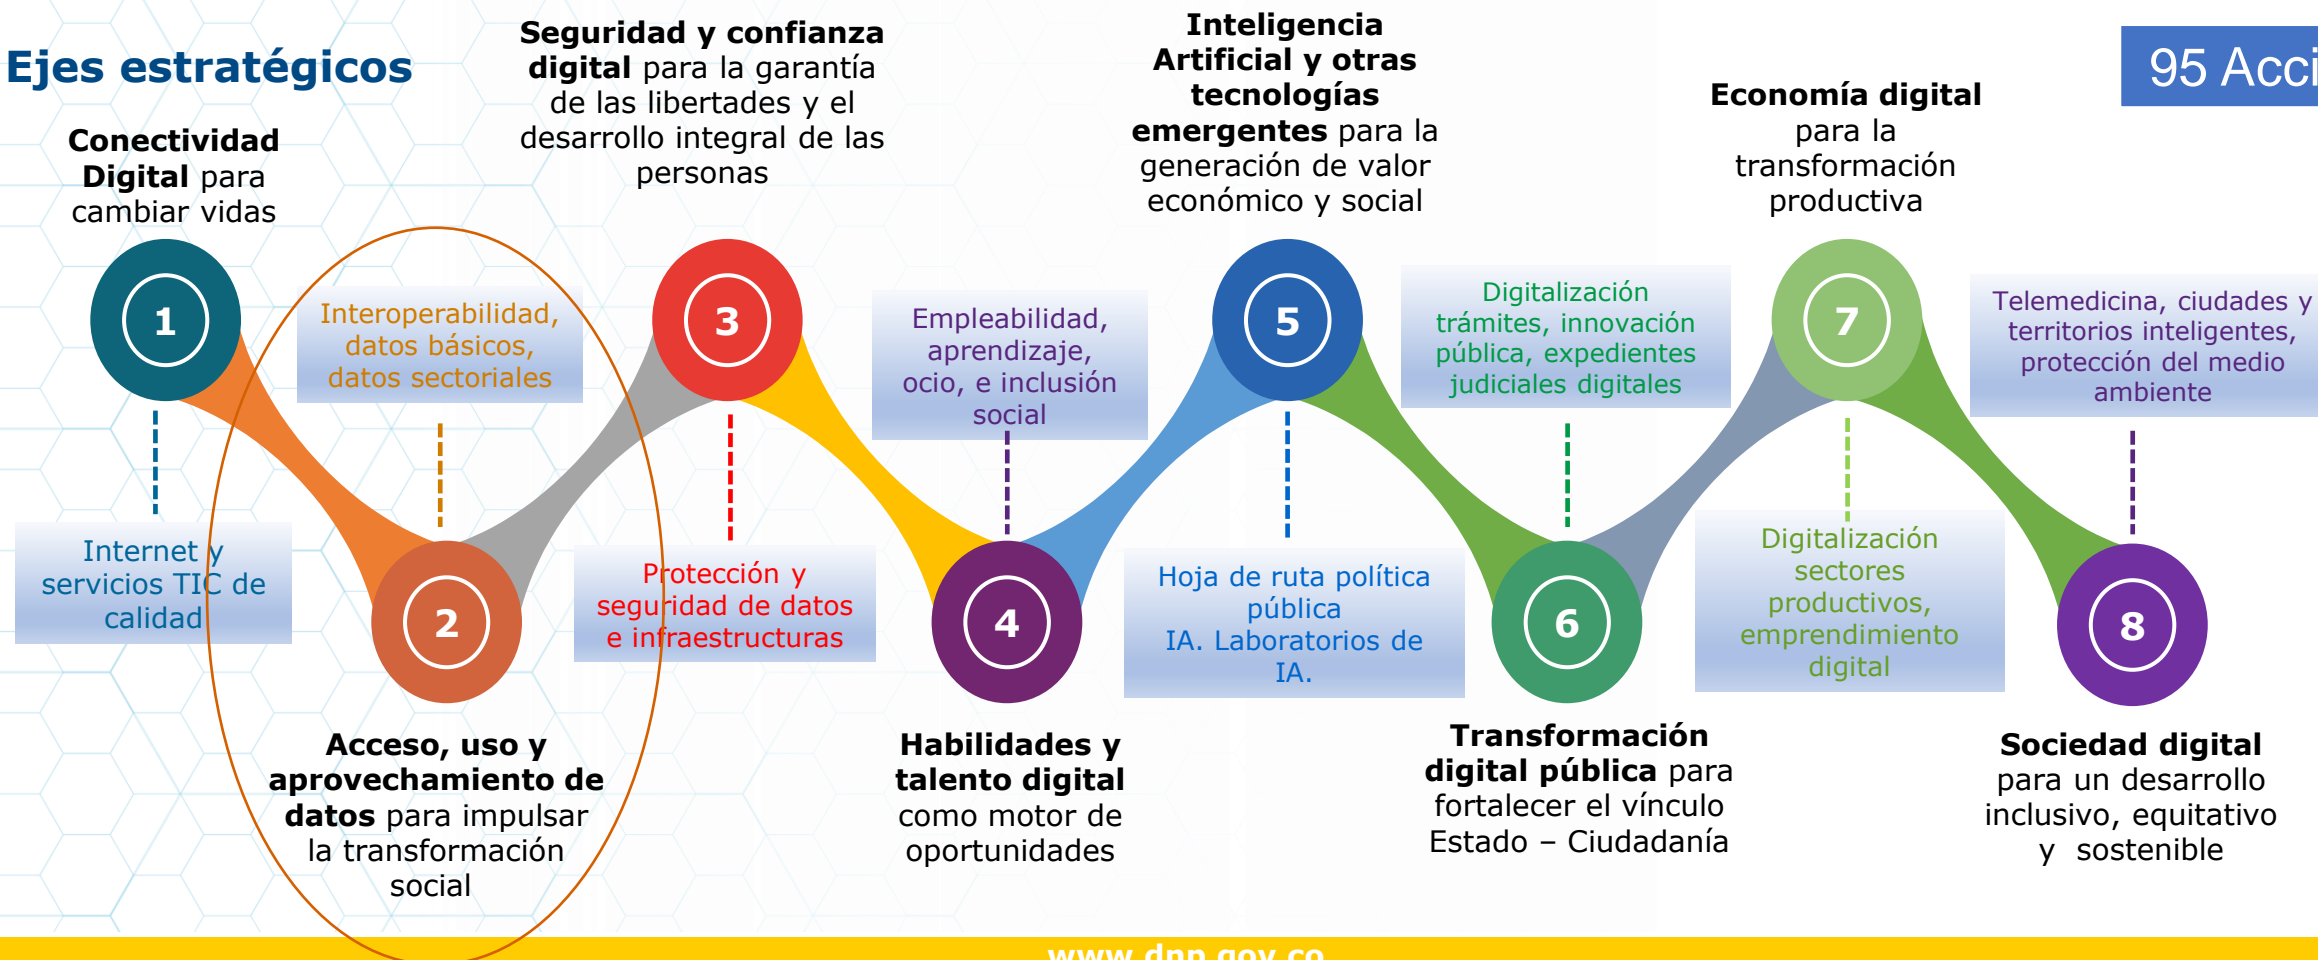 Ejes estratégicos
95 Acci
Conectividad
Digital para
cambiar vidas
1
Internet y
servicios TIC de
calidad
Interoperabilidad,
datos básicos,
datos sectoriales
2
Acceso, uso y
aprovechamiento de
datos para impulsar
la transformación
social
Seguridad y confianza
digital para la garantía
de las libertades y el
desarrollo integral de las
personas
3
Protección y
seguridad de datos
e infraestructuras
Empleabilidad,
aprendizaje,
ocio, e inclusión
social
4
Habilidades y
talento digital
como motor de
oportunidades
Inteligencia
Artificial y otras
tecnologías
emergentes para la
generación de valor
económico y social
5
Hoja de ruta política
pública
IA. Laboratorios de
IA.
Digitalización
trámites, innovación
pública, expedientes
judiciales digitales
6
Transformación
digital pública para
fortalecer el vínculo
Estado – Ciudadanía
Economía digital
para la
transformación
productiva
7
Digitalización
sectores
productivos,
emprendimiento
digital
Telemedicina, ciudades y
territorios inteligentes,
protección del medio
ambiente
8
Sociedad digital
para un desarrollo
inclusivo, equitativo
y sostenible
www.dnp.gov.co